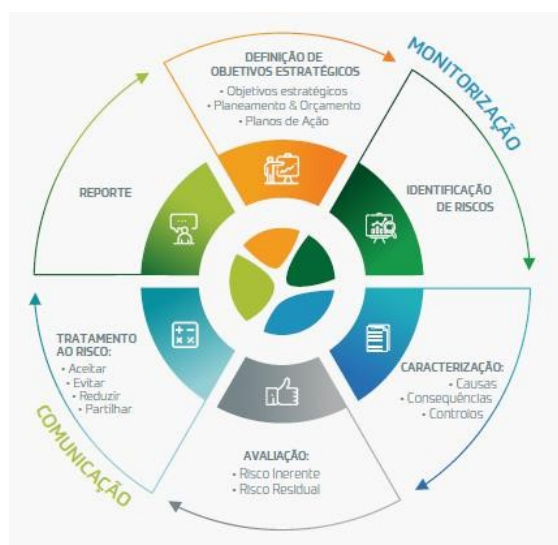 DEFINIÇÃO DE
OBJETIVOS ESTRATÉGICOS
• Objetivos estratégicos
• Planeamento & Orçamento
• Planos de Ação
MONITORIZAÇÃO
IDENTIFICAÇÃO
DE RISCOS
CARACTERIZAÇÃO:
• Causas
• Consequências
• Controlos
AVALIAÇÃO:
• Risco Inerente
• Risco Residual
TRATAMENTO
AO RISCO:
• Aceitar
• Evitar
• Reduzir
• Partilhar
COMUNICAÇÃO
REPORTE